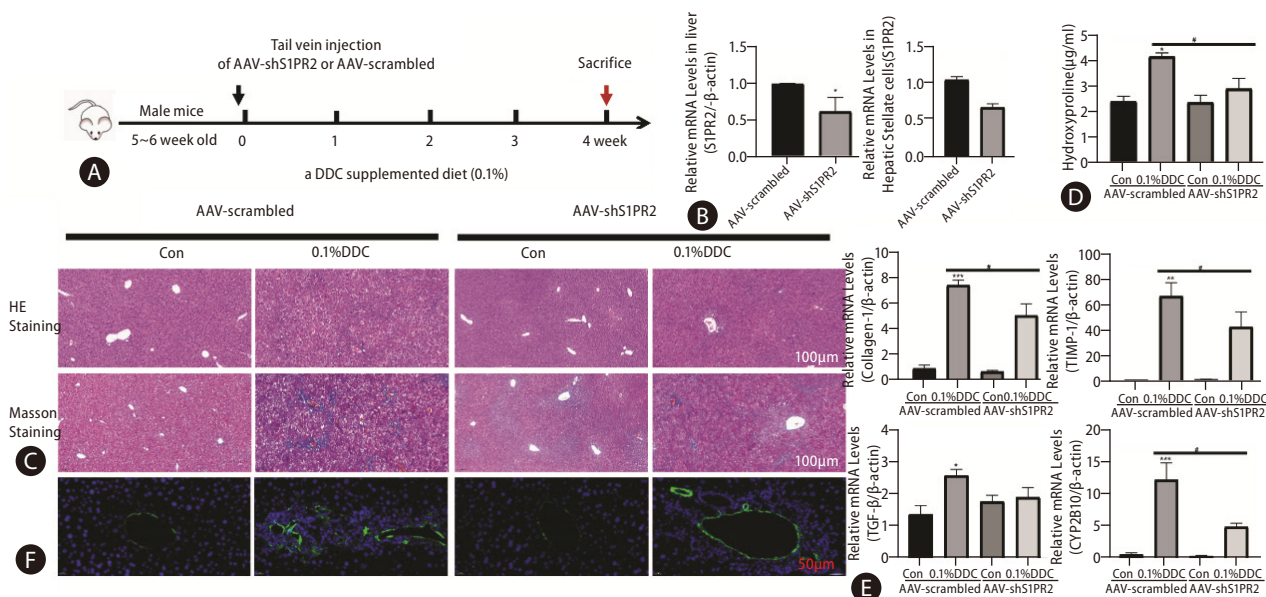 Tail vein injection
of AAV-shS1PR2 or AAV-scrambled
Sacrifice
Male mice
5~6 week old
0
1
2
3
4 week
a DDC supplemented diet (0.1%)
A
Relative mRNA Levels in liver
(S1PR2/-β-actin)
1.5
1.0
0.5
0.0
*
AAV-scrambled
AAV-shS1PR2
Relative mRNA Levels in
Hepatic Stellate cells(S1PR2)
1.5
1.0
0.5
0.0
AAV-scrambled
AAV-shS1PR2
B
Hydroxyproline(μg/ml)
5
4
3
2
1
0
*
#
Con 0.1%DDC Con 0.1%DDC
AAV-scrambled AAV-shS1PR2
D
AAV-scrambled
AAV-shS1PR2
Con
0.1%DDC
Con
0.1%DDC
HE
Staining
100μm
Masson
Staining
100μm
C
F
50μm
Relative mRNA Levels
(Collagen-1/β-actin)
8
6
4
2
0
***
#
Con 0.1%DDC Con0.1%DDC
AAV-scrambled AAV-shS1PR2
Relative mRNA Levels
(TIMP-1/β-actin)
100
80
60
40
20
0
**
#
Con 0.1%DDC Con 0.1%DDC
AAV-scrambled AAV-shS1PR2
Relative mRNA Levels
(TGF-β/β-actin)
4
3
2
1
0
*
Con 0.1%DDC Con 0.1%DDC
AAV-scrambled AAV-shS1PR2
Relative mRNA Levels
(CYP2B10/β-actin)
15
10
5
0
***
#
Con 0.1%DDC Con 0.1%DDC
AAV-scrambled AAV-shS1PR2
E